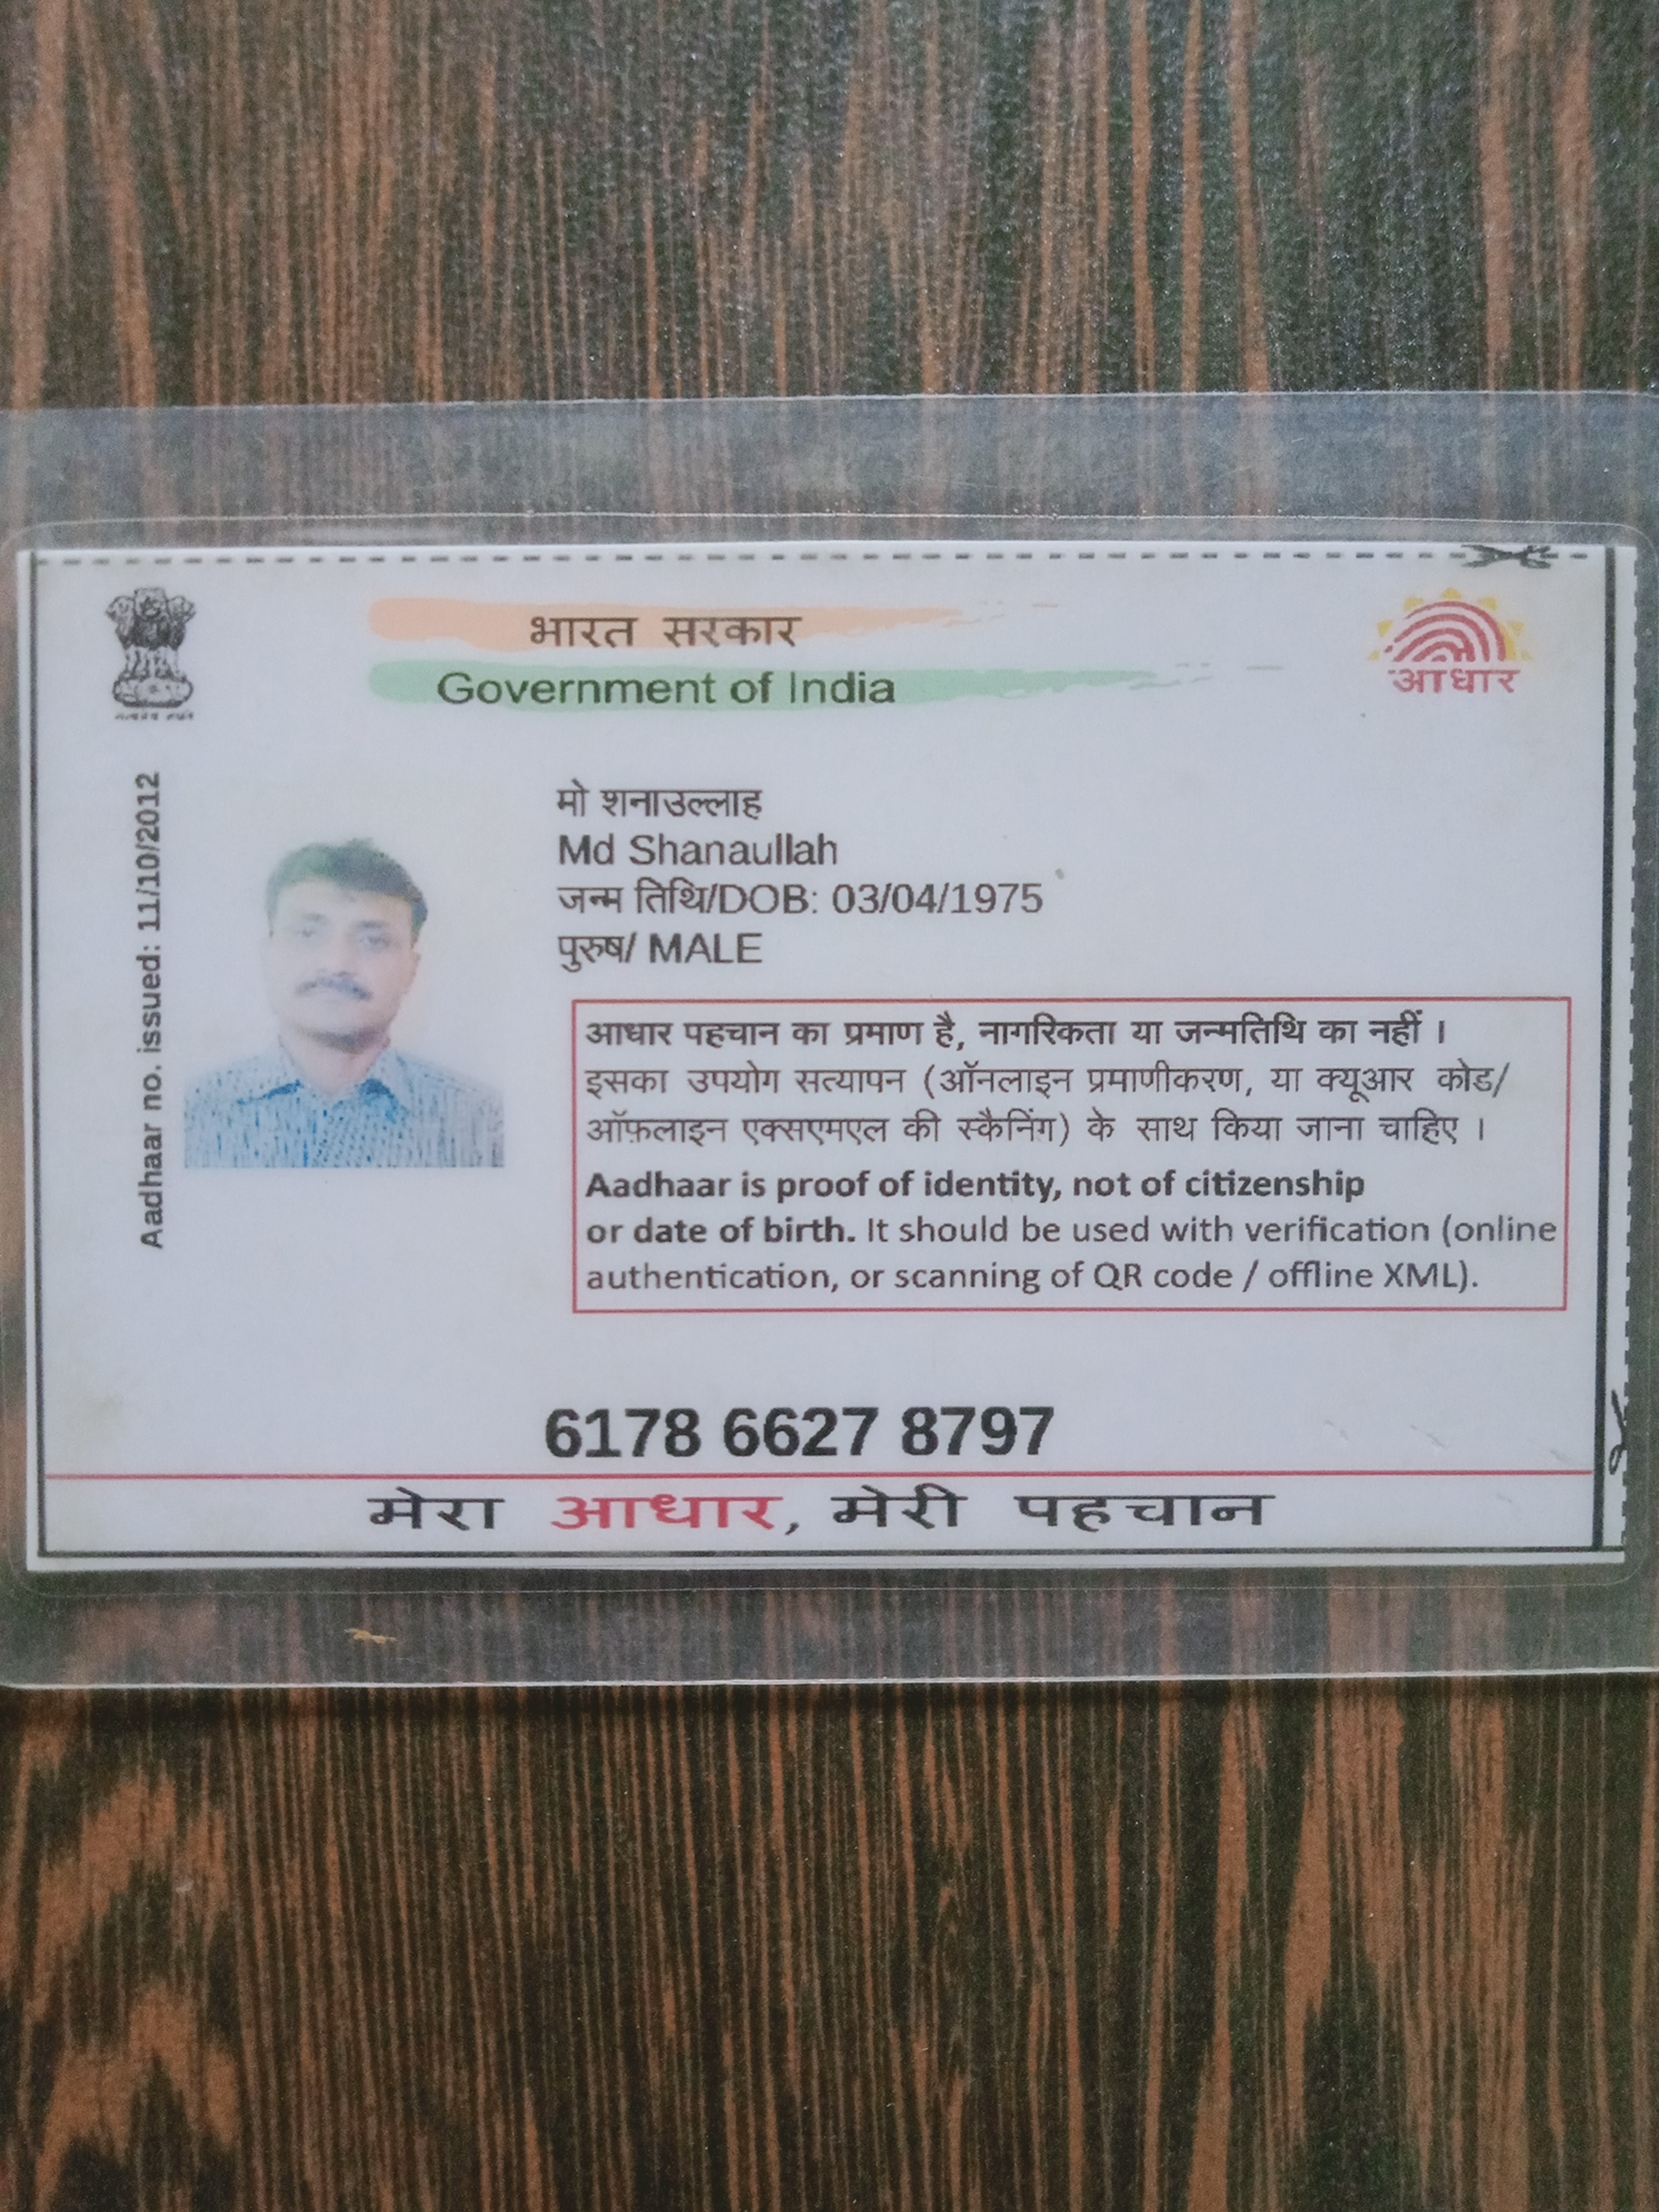 भारत सरकार
Government of India
आधार
Aadhaar no. issued: 11/10/2012
मो शनाउल्लाह
Md Shanaullah
जन्म तिथि/DOB: 03/04/1975
पुरुष/ MALE
आधार पहचान का प्रमाण है, नागरिकता या जन्मतिथि का नहीं ।
इसका उपयोग सत्यापन (ऑनलाइन प्रमाणीकरण, या क्यूआर कोड/
ऑफ़लाइन एक्सएमएल की स्कैनिंग) के साथ किया जाना चाहिए ।
Aadhaar is proof of identity, not of citizenship
or date of birth. It should be used with verification (online
authentication, or scanning of QR code / offline XML).
6178 6627 8797
मेरा आधार, मेरी पहचान